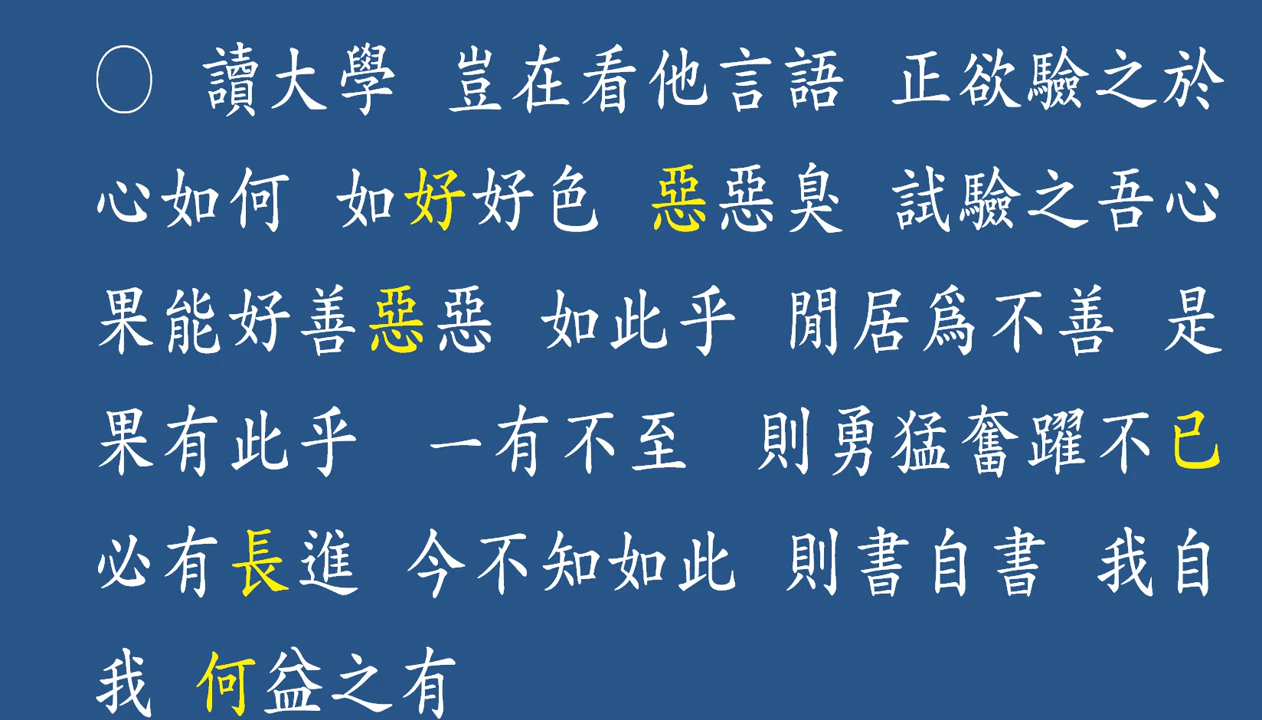 ○ 讀大學 豈在看他言語 正欲驗之於
心如何 如好好色 惡惡臭 試驗之吾心
果能好善惡惡 如此乎 閒居爲不善 是
果有此乎 一有不至 則勇猛奮躍不已
必有長進 今不知如此 則書自書 我自
我 何益之有